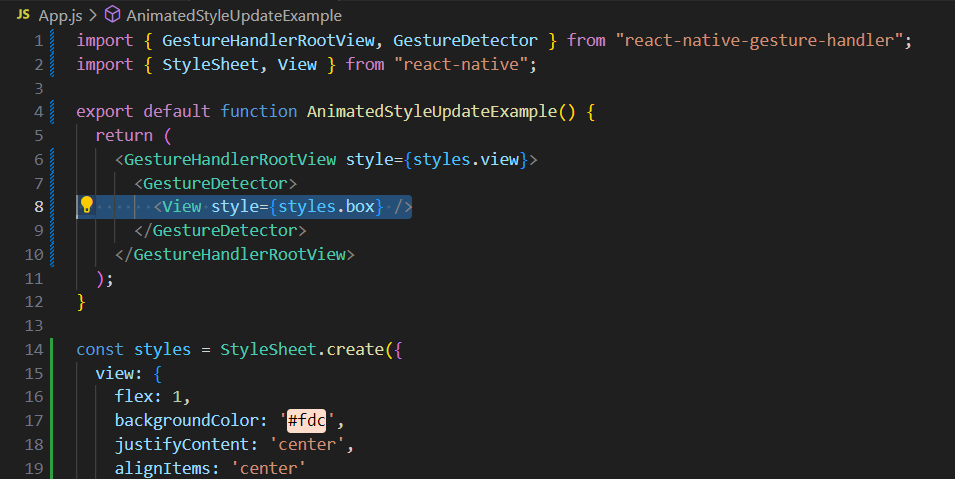 JS App.js > AnimatedStyleUpdateExample
1 import { GestureHandlerRootView, GestureDetector } from "react-native-gesture-handler";
2 import { StyleSheet, View } from "react-native";
3
4 export default function AnimatedStyleUpdateExample() {
5 return (
6 <GestureHandlerRootView style={styles.view}>
7 <GestureDetector>
8 <View style={styles.box} />
9 </GestureDetector>
10 </GestureHandlerRootView>
11 );
12 }
13
14 const styles = StyleSheet.create({
15 view: {
16 flex: 1,
17 backgroundColor: '#fdc',
18 justifyContent: 'center',
19 alignItems: 'center'